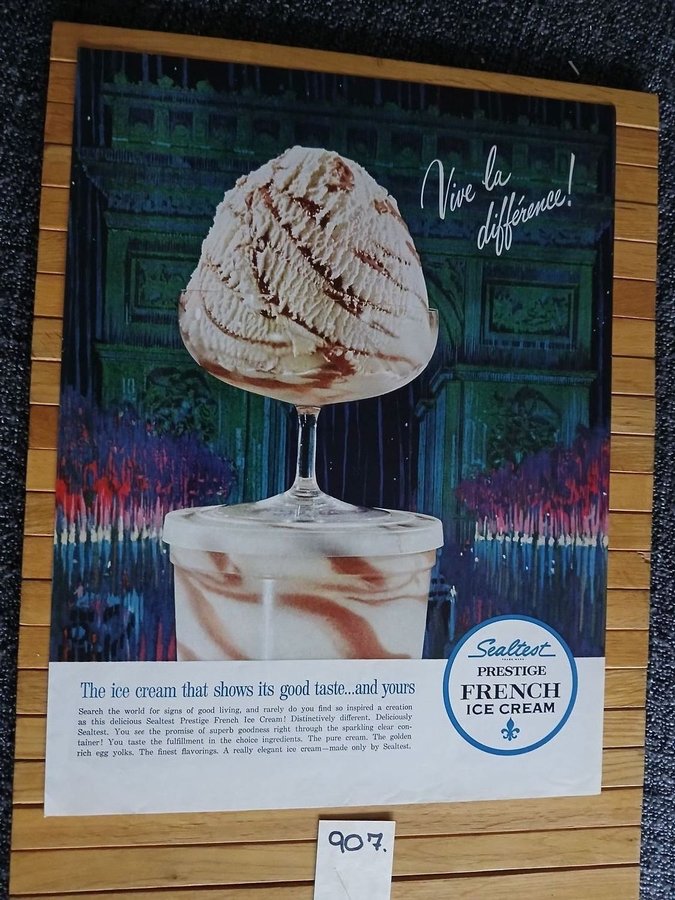 Vive la
différence!
The ice cream that shows its good taste...and yours
Search the world for signs of good living, and rarely do you find so inspired a creation
as this delicious Sealtest Prestige French Ice Cream! Distinctively different. Deliciously
Sealtest. You see the promise of superb goodness right through the sparkling clear con-
tainer! You taste the fulfillment in the choice ingredients. The pure cream. The golden
rich egg yolks. The finest flavorings. A really elegant ice cream—made only by Sealtest.
Sealtest
TRADE MARK
PRESTIGE
FRENCH
ICE CREAM
907.